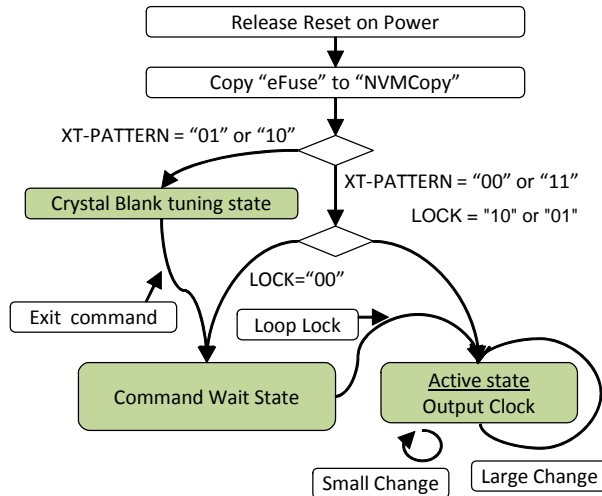 Release Reset on Power
Copy “eFuse” to “NVMCopy”
XT-PATTERN = “01” or “10”
XT-PATTERN = “00” or “11”
Crystal Blank tuning state
LOCK = "10" or "01"
LOCK=“00”
Exit command
Loop Lock
Command Wait State
Active state
Output Clock
Small Change
Large Change